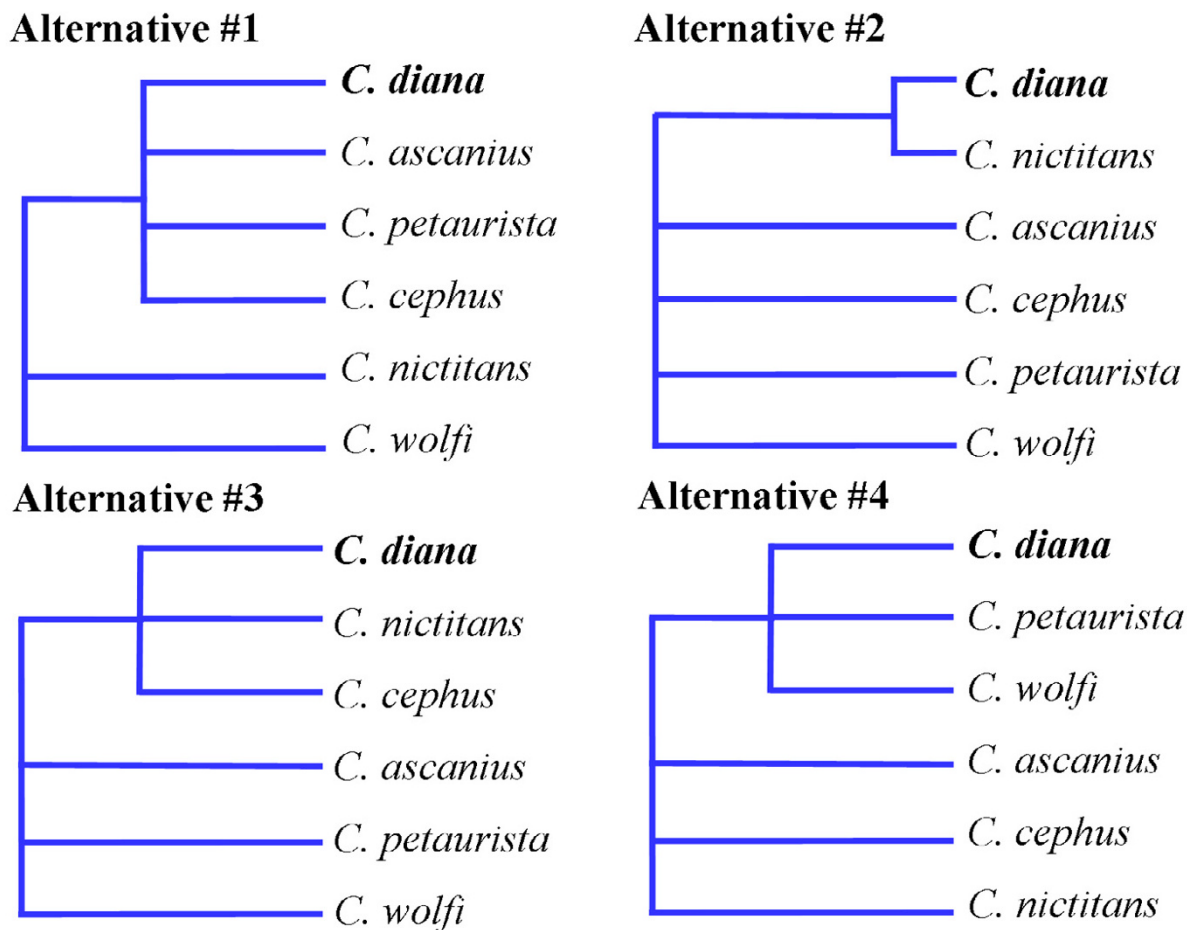 Alternative #1
C. diana
C. ascanius
C. petaurista
C. cephus
C. nictitans
C. wolfi
Alternative #2
C. diana
C. nictitans
C. ascanius
C. cephus
C. petaurista
C. wolfi
Alternative #3
C. diana
C. nictitans
C. cephus
C. ascanius
C. petaurista
C. wolfi
Alternative #4
C. diana
C. petaurista
C. wolfi
C. ascanius
C. cephus
C. nictitans